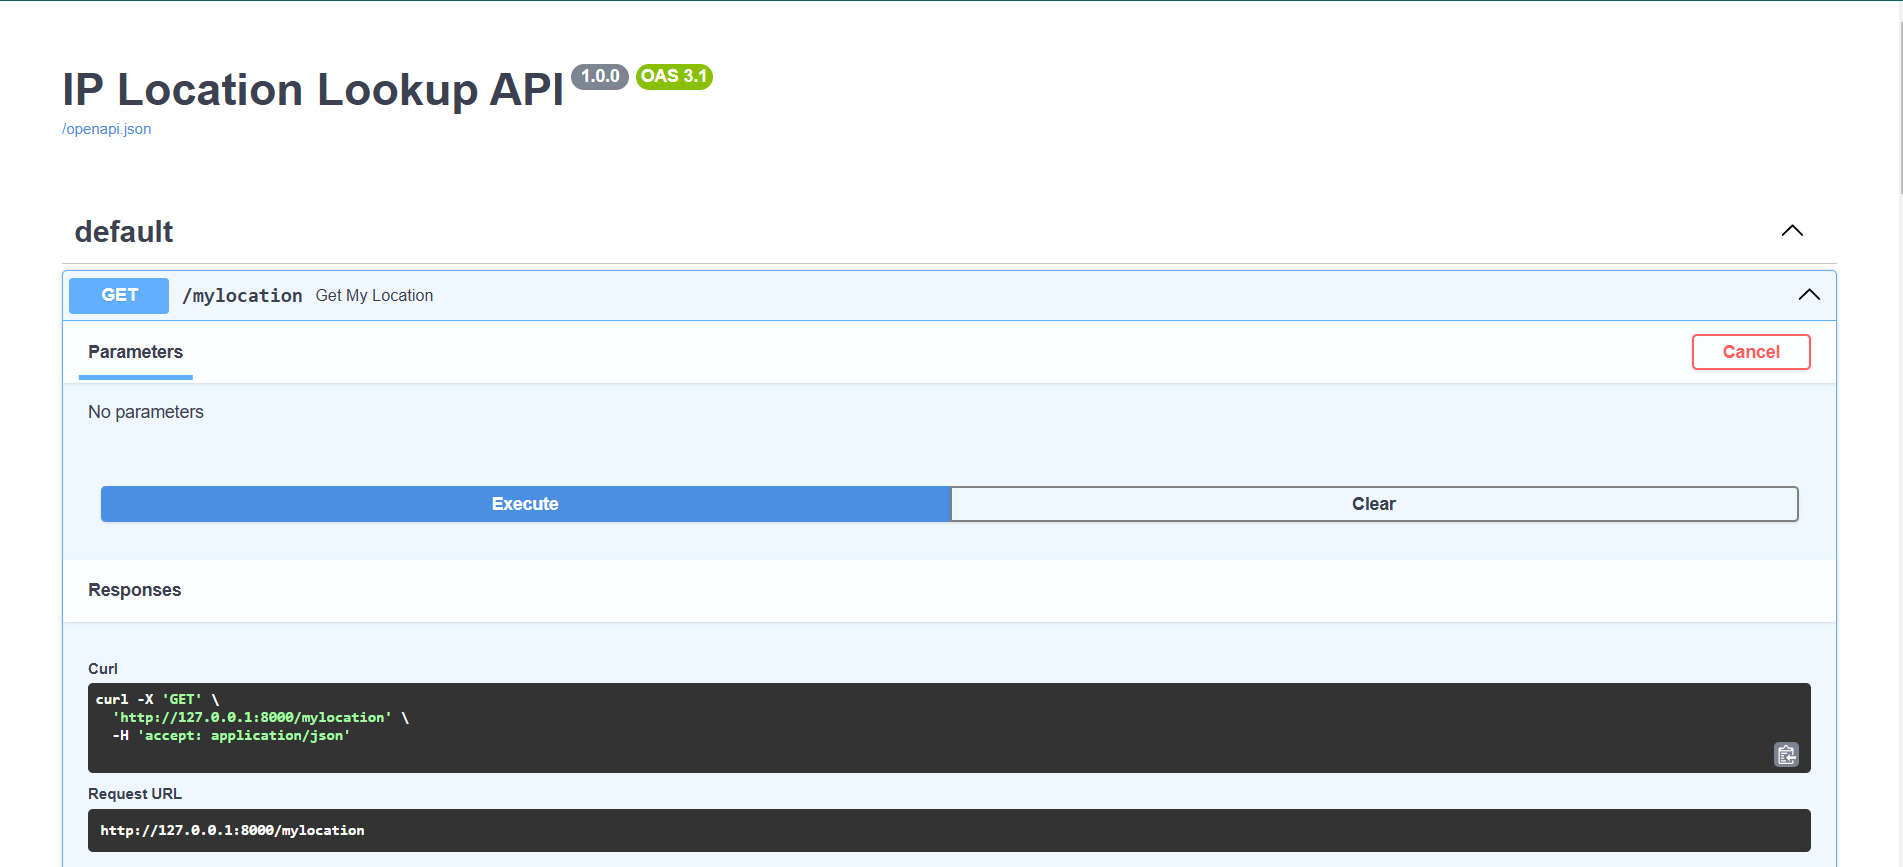 IP Location Lookup API 1.0.0 OAS 3.1
/openapi.json
default
GET /mylocation Get My Location
Parameters Cancel
No parameters
Execute Clear
Responses
Curl
curl -X 'GET' \
  'http://127.0.0.1:8000/mylocation' \
  -H 'accept: application/json'
Request URL
http://127.0.0.1:8000/mylocation